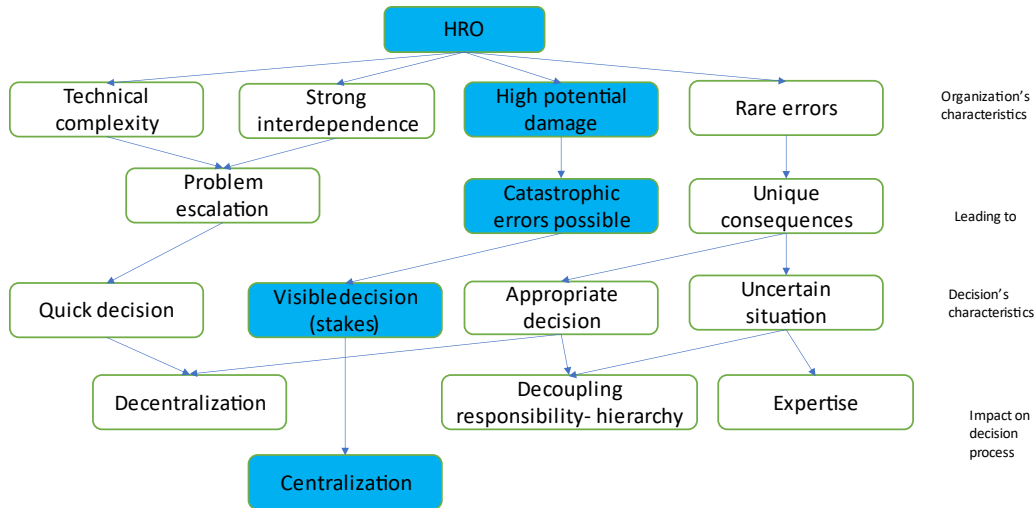 HRO
Technical
complexity
Strong
interdependence
High potential
damage
Rare errors
Organization's
characteristics
Problem
escalation
Catastrophic
errors possible
Unique
consequences
Leading to
Quick decision
Visible decision
(stakes)
Appropriate
decision
Uncertain
situation
Decision's
characteristics
Decentralization
Decoupling
responsibility- hierarchy
Expertise
Impact on
decision
process
Centralization